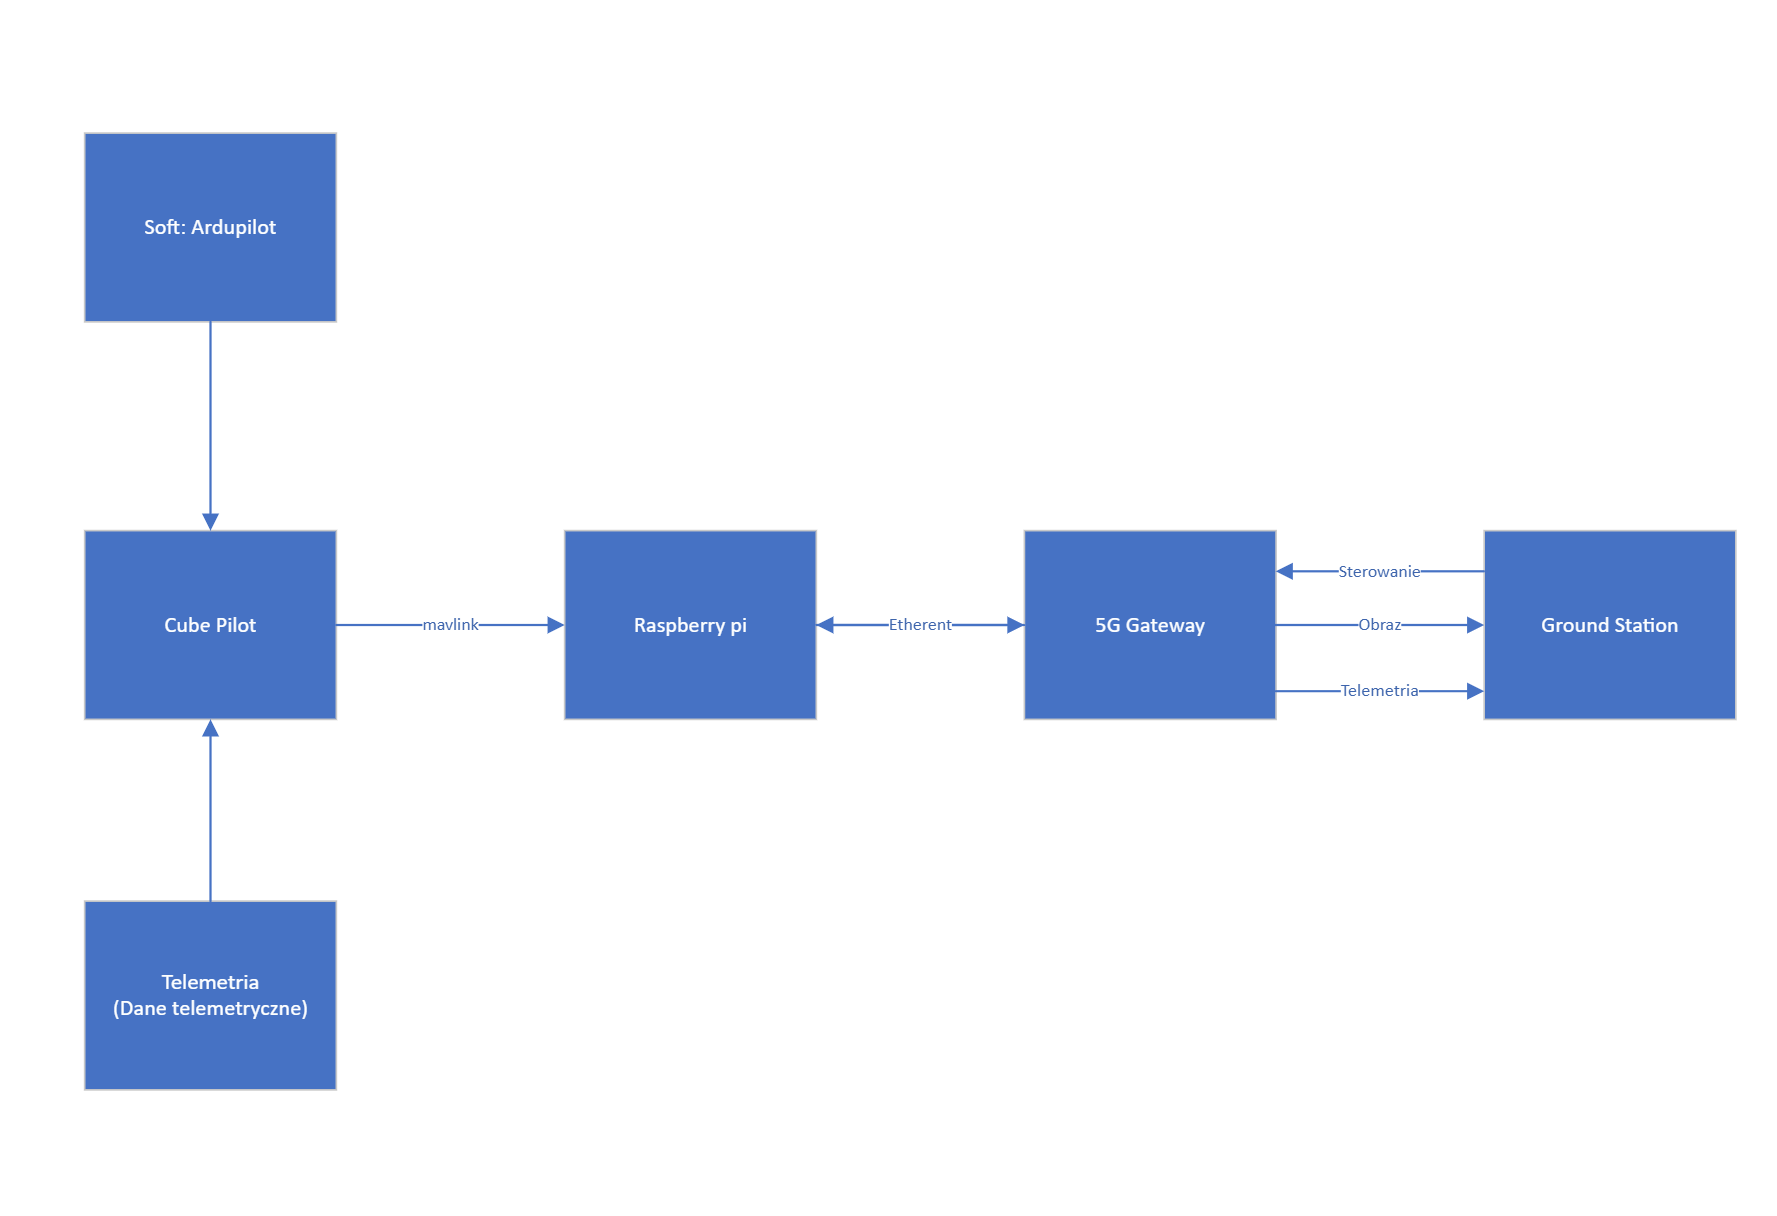 Soft: Ardupilot
Cube Pilot
mavlink
Raspberry pi
Etherent
5G Gateway
Sterowanie
Obraz
Telemetria
Ground Station
Telemetria
(Dane telemetryczne)